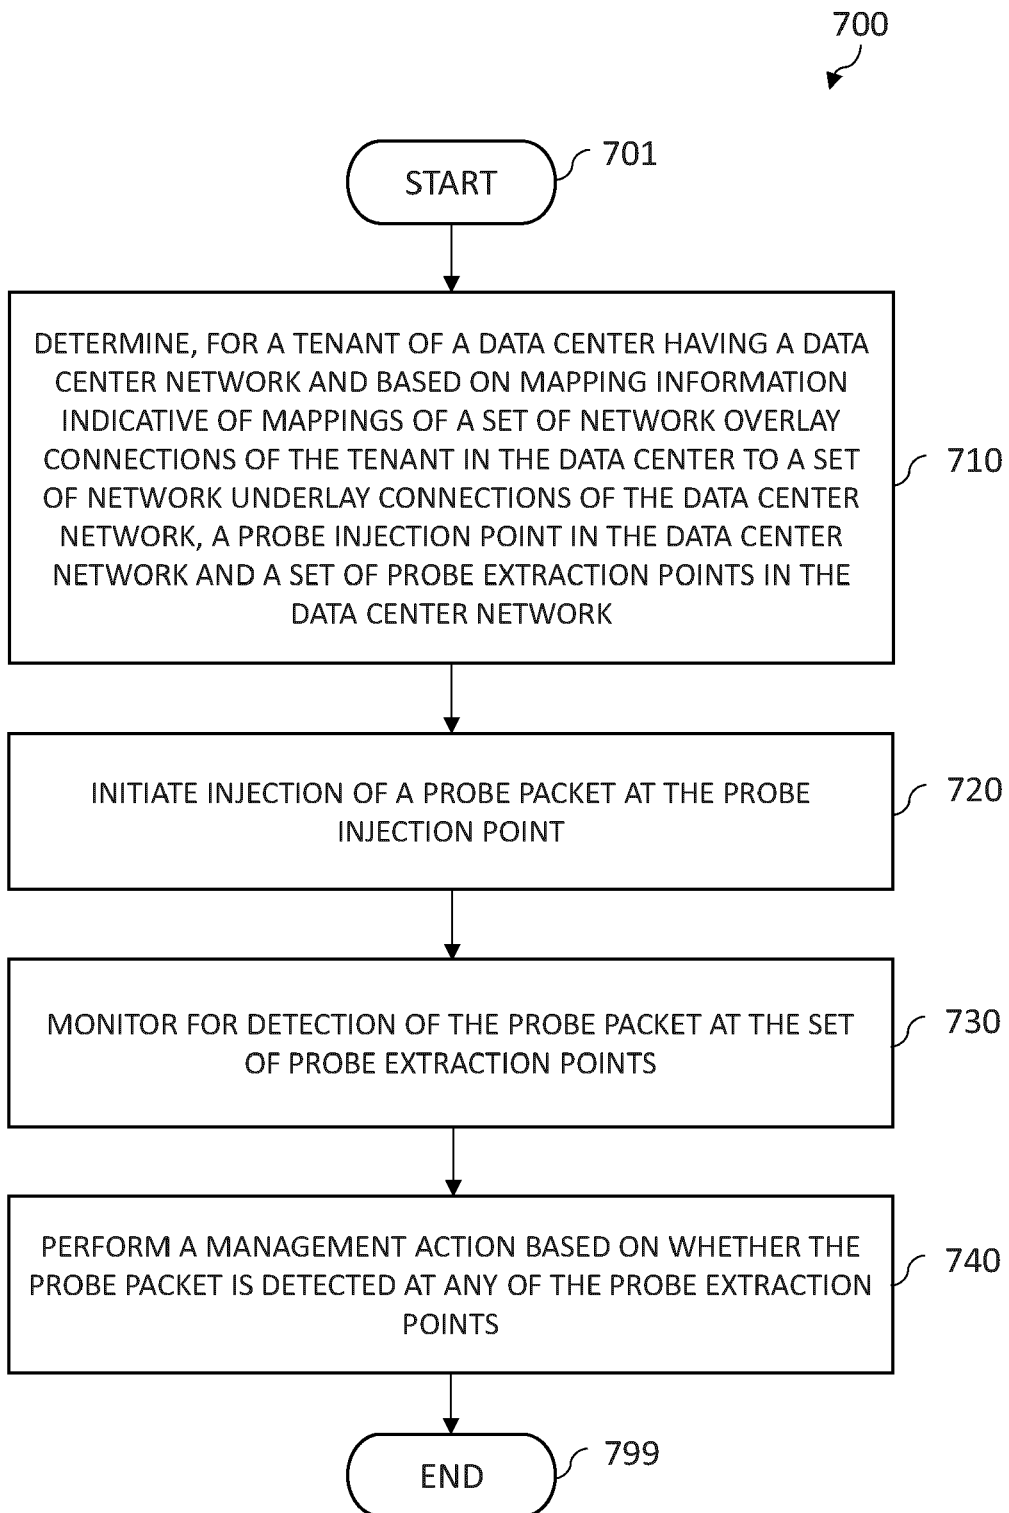 700
START
701
DETERMINE, FOR A TENANT OF A DATA CENTER HAVING A DATA
CENTER NETWORK AND BASED ON MAPPING INFORMATION
INDICATIVE OF MAPPINGS OF A SET OF NETWORK OVERLAY
CONNECTIONS OF THE TENANT IN THE DATA CENTER TO A SET
OF NETWORK UNDERLAY CONNECTIONS OF THE DATA CENTER
NETWORK, A PROBE INJECTION POINT IN THE DATA CENTER
NETWORK AND A SET OF PROBE EXTRACTION POINTS IN THE
DATA CENTER NETWORK
710
INITIATE INJECTION OF A PROBE PACKET AT THE PROBE
INJECTION POINT
720
MONITOR FOR DETECTION OF THE PROBE PACKET AT THE SET
OF PROBE EXTRACTION POINTS
730
PERFORM A MANAGEMENT ACTION BASED ON WHETHER THE
PROBE PACKET IS DETECTED AT ANY OF THE PROBE EXTRACTION
POINTS
740
END
799